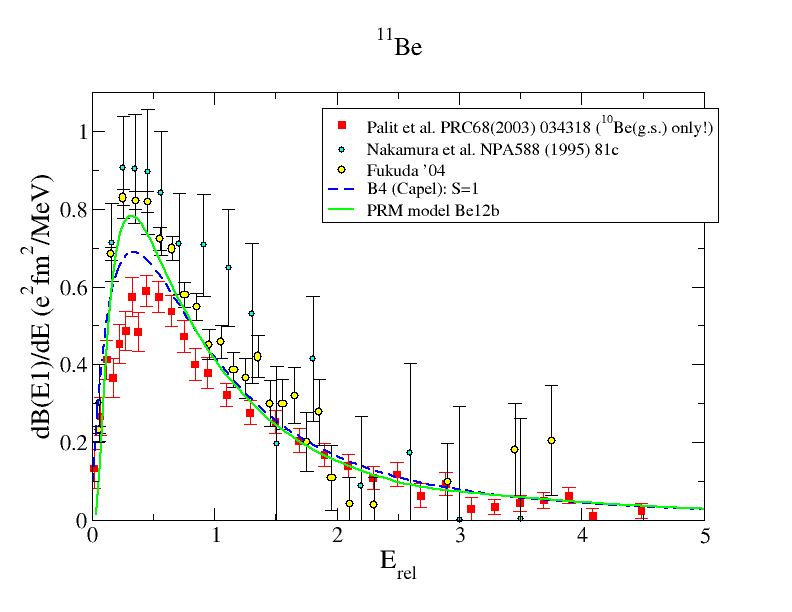 ¹¹Be
dB(E1)/dE (e²fm²/MeV)
Palit et al. PRC68(2003) 034318 (¹⁰Be(g.s.) only!)
Nakamura et al. NPA588 (1995) 81c
Fukuda '04
B4 (Capel): S=1
PRM model Be12b
1
0.8
0.6
0.4
0.2
0
0 1 2 3 4 5
E_rel